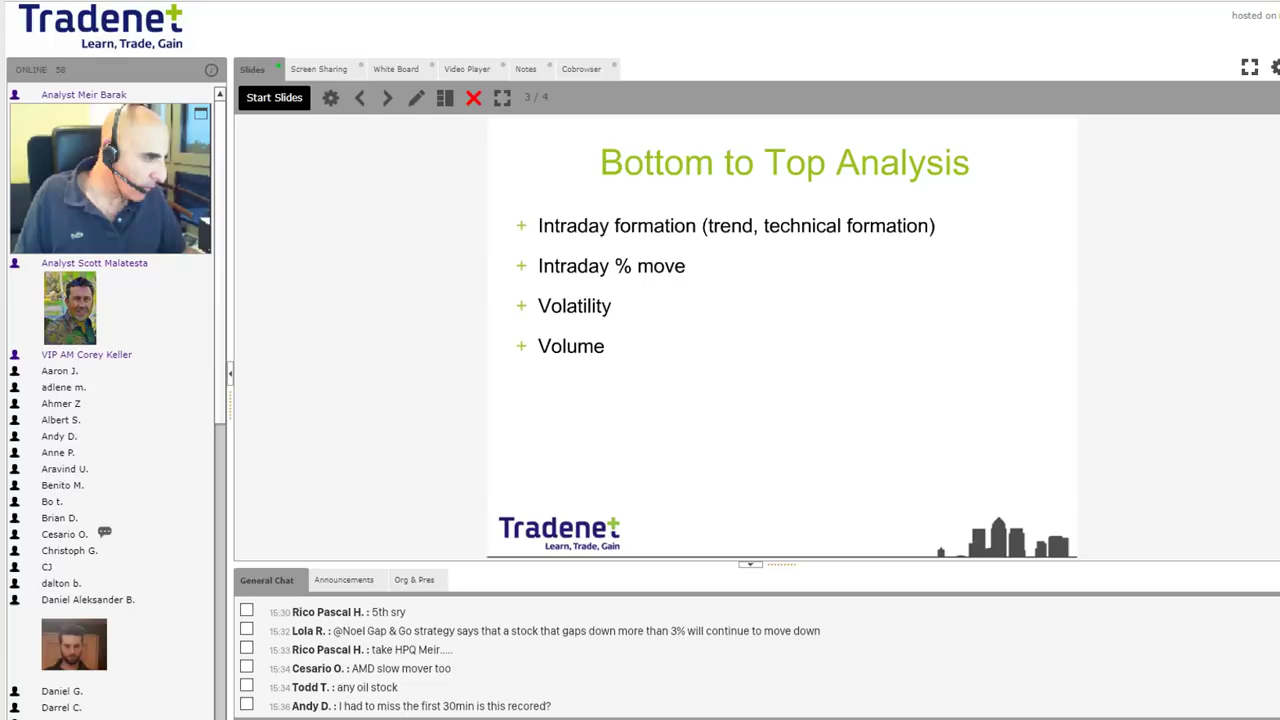 Tradenet
Learn, Trade, Gain
hosted on
ONLINE 58
Analyst Meir Barak
Analyst Scott Malatesta
VIP AM Corey Keller
Aaron J.
adlene m.
Ahmer Z
Albert S.
Andy D.
Anne P.
Aravind U.
Benito M.
Bo t.
Brian D.
Cesario O.
Christoph G.
CJ
dalton b.
Daniel Aleksander B.
Daniel G.
Darrel C.
Slides Screen Sharing White Board Video Player Notes Cobrowser
Start Slides 3 / 4
Bottom to Top Analysis
+ Intraday formation (trend, technical formation)
+ Intraday % move
+ Volatility
+ Volume
Tradenet
Learn, Trade, Gain
General Chat Announcements Org & Pres
15:30 Rico Pascal H. : 5th sry
15:32 Lola R. : @Noel Gap & Go strategy says that a stock that gaps down more than 3% will continue to move down
15:33 Rico Pascal H. : take HPQ Meir.....
15:34 Cesario O. : AMD slow mover too
15:34 Todd T. : any oil stock
15:36 Andy D. : I had to miss the first 30min is this recored?